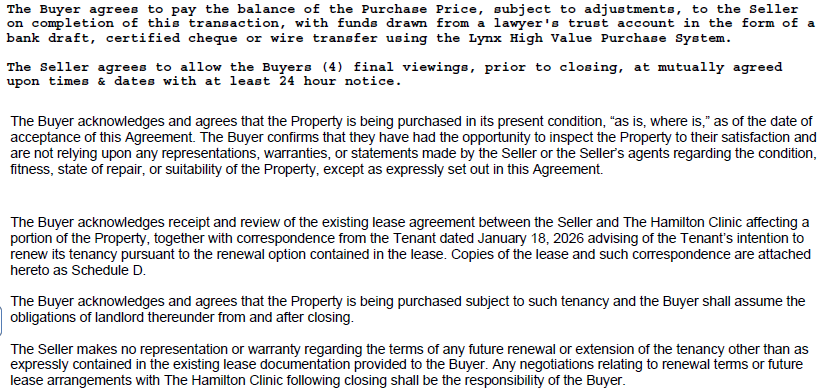 The Buyer agrees to pay the balance of the Purchase Price, subject to adjustments, to the Seller
on completion of this transaction, with funds drawn from a lawyer's trust account in the form of a
bank draft, certified cheque or wire transfer using the Lynx High Value Purchase System.
The Seller agrees to allow the Buyers (4) final viewings, prior to closing, at mutually agreed
upon times & dates with at least 24 hour notice.
The Buyer acknowledges and agrees that the Property is being purchased in its present condition, “as is, where is,” as of the date of
acceptance of this Agreement. The Buyer confirms that they have had the opportunity to inspect the Property to their satisfaction and
are not relying upon any representations, warranties, or statements made by the Seller or the Seller’s agents regarding the condition,
fitness, state of repair, or suitability of the Property, except as expressly set out in this Agreement.
The Buyer acknowledges receipt and review of the existing lease agreement between the Seller and The Hamilton Clinic affecting a
portion of the Property, together with correspondence from the Tenant dated January 18, 2026 advising of the Tenant’s intention to
renew its tenancy pursuant to the renewal option contained in the lease. Copies of the lease and such correspondence are attached
hereto as Schedule D.
The Buyer acknowledges and agrees that the Property is being purchased subject to such tenancy and the Buyer shall assume the
obligations of landlord thereunder from and after closing.
The Seller makes no representation or warranty regarding the terms of any future renewal or extension of the tenancy other than as
expressly contained in the existing lease documentation provided to the Buyer. Any negotiations relating to renewal terms or future
lease arrangements with The Hamilton Clinic following closing shall be the responsibility of the Buyer.